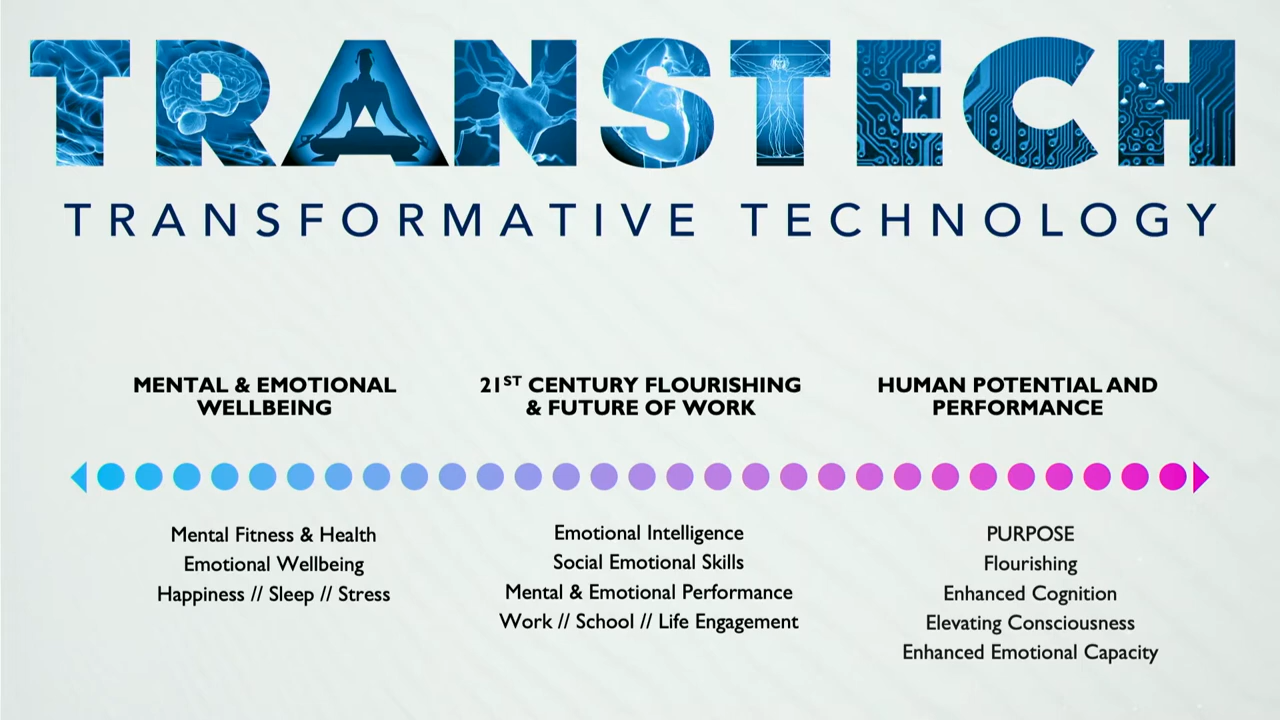 TRANSTECH
TRANSFORMATIVE TECHNOLOGY
MENTAL & EMOTIONAL
WELLBEING
21ST CENTURY FLOURISHING
& FUTURE OF WORK
HUMAN POTENTIAL AND
PERFORMANCE
Mental Fitness & Health
Emotional Wellbeing
Happiness // Sleep // Stress
Emotional Intelligence
Social Emotional Skills
Mental & Emotional Performance
Work // School // Life Engagement
PURPOSE
Flourishing
Enhanced Cognition
Elevating Consciousness
Enhanced Emotional Capacity